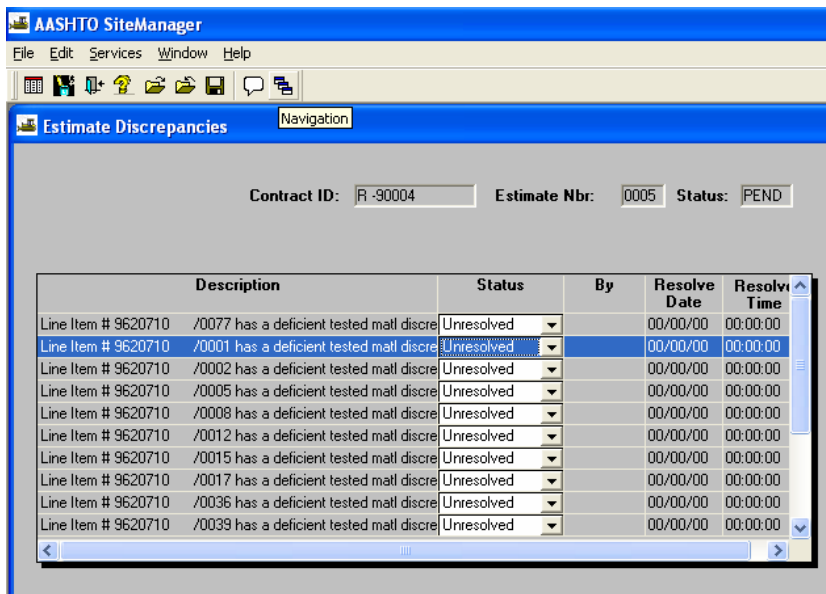 AASHTO SiteManager
File Edit Services Window Help
Navigation
Estimate Discrepancies
Contract ID: R -90004 Estimate Nbr: 0005 Status: PEND
Description Status By Resolve Date Resolve Time
Line Item # 9620710 /0077 has a deficient tested matl discre Unresolved 00/00/00 00:00:00
Line Item # 9620710 /0001 has a deficient tested matl discre Unresolved 00/00/00 00:00:00
Line Item # 9620710 /0002 has a deficient tested matl discre Unresolved 00/00/00 00:00:00
Line Item # 9620710 /0005 has a deficient tested matl discre Unresolved 00/00/00 00:00:00
Line Item # 9620710 /0008 has a deficient tested matl discre Unresolved 00/00/00 00:00:00
Line Item # 9620710 /0012 has a deficient tested matl discre Unresolved 00/00/00 00:00:00
Line Item # 9620710 /0015 has a deficient tested matl discre Unresolved 00/00/00 00:00:00
Line Item # 9620710 /0017 has a deficient tested matl discre Unresolved 00/00/00 00:00:00
Line Item # 9620710 /0036 has a deficient tested matl discre Unresolved 00/00/00 00:00:00
Line Item # 9620710 /0039 has a deficient tested matl discre Unresolved 00/00/00 00:00:00